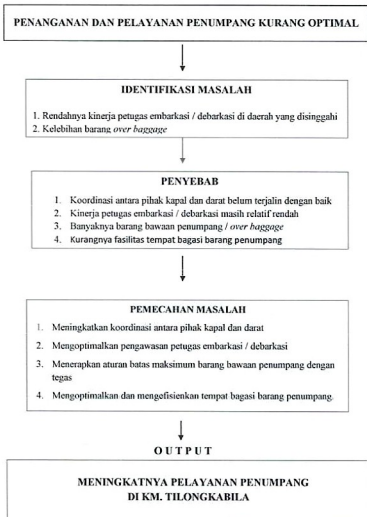 PENANGANAN DAN PELAYANAN PENUMPANG KURANG OPTIMAL
IDENTIFIKASI MASALAH
1. Rendahnya kinerja petugas embarkasi / debarkasi di daerah yang disinggahi
2. Kelebihan barang over baggage
PENYEBAB
1. Koordinasi antara pihak kapal dan darat belum terjalin dengan baik
2. Kinerja petugas embarkasi / debarkasi masih relatif rendah
3. Banyaknya barang bawaan penumpang / over baggage
4. Kurangnya fasilitas tempat bagasi barang penumpang
PEMECAHAN MASALAH
1. Meningkatkan koordinasi antara pihak kapal dan darat
2. Mengoptimalkan pengawasan petugas embarkasi / debarkasi
3. Menerapkan aturan batas maksimum barang bawaan penumpang dengan
tegas
4. Mengoptimalkan dan mengefisienkan tempat bagasi barang penumpang.
OUTPUT
MENINGKATNYA PELAYANAN PENUMPANG
DI KM. TILONGKABILA